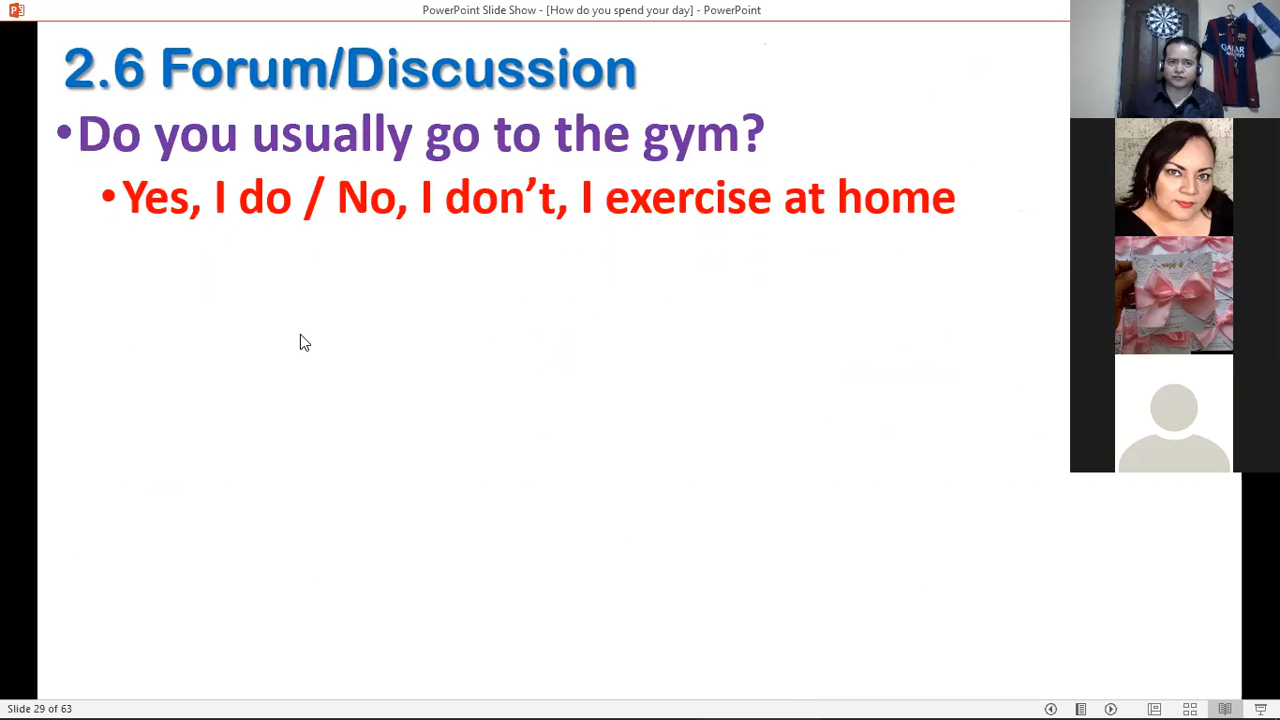 PowerPoint Slide Show - [How do you spend your day] - PowerPoint
2.6 Forum/Discussion
•Do you usually go to the gym?
•Yes, I do / No, I don't, I exercise at home
QATAR
Slide 29 of 63